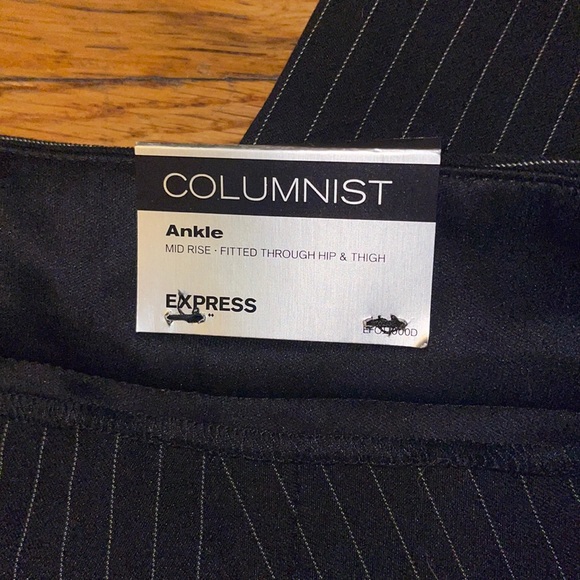 COLUMNIST
Ankle
MID RISE · FITTED THROUGH HIP & THIGH
EXPRESS